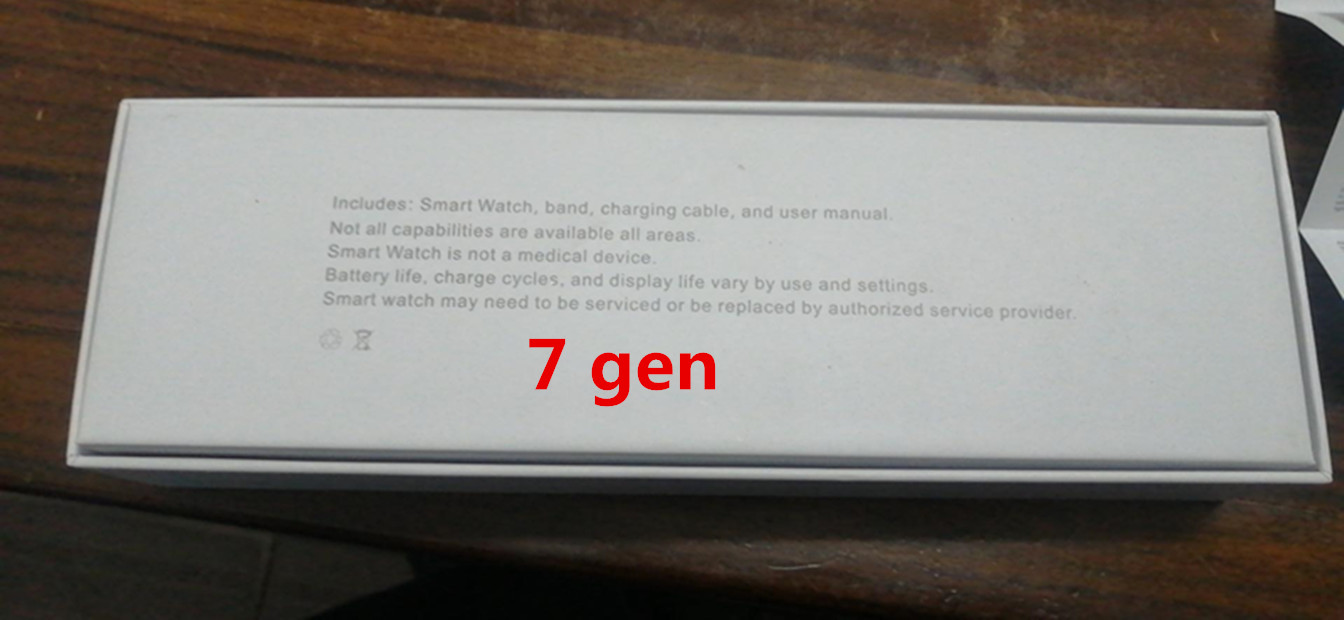 Includes: Smart Watch, band, charging cable, and user manual.
Not all capabilities are available all areas.
Smart Watch is not a medical device.
Battery life, charge cycles, and display life vary by use and settings.
Smart watch may need to be serviced or be replaced by authorized service provider.
7 gen